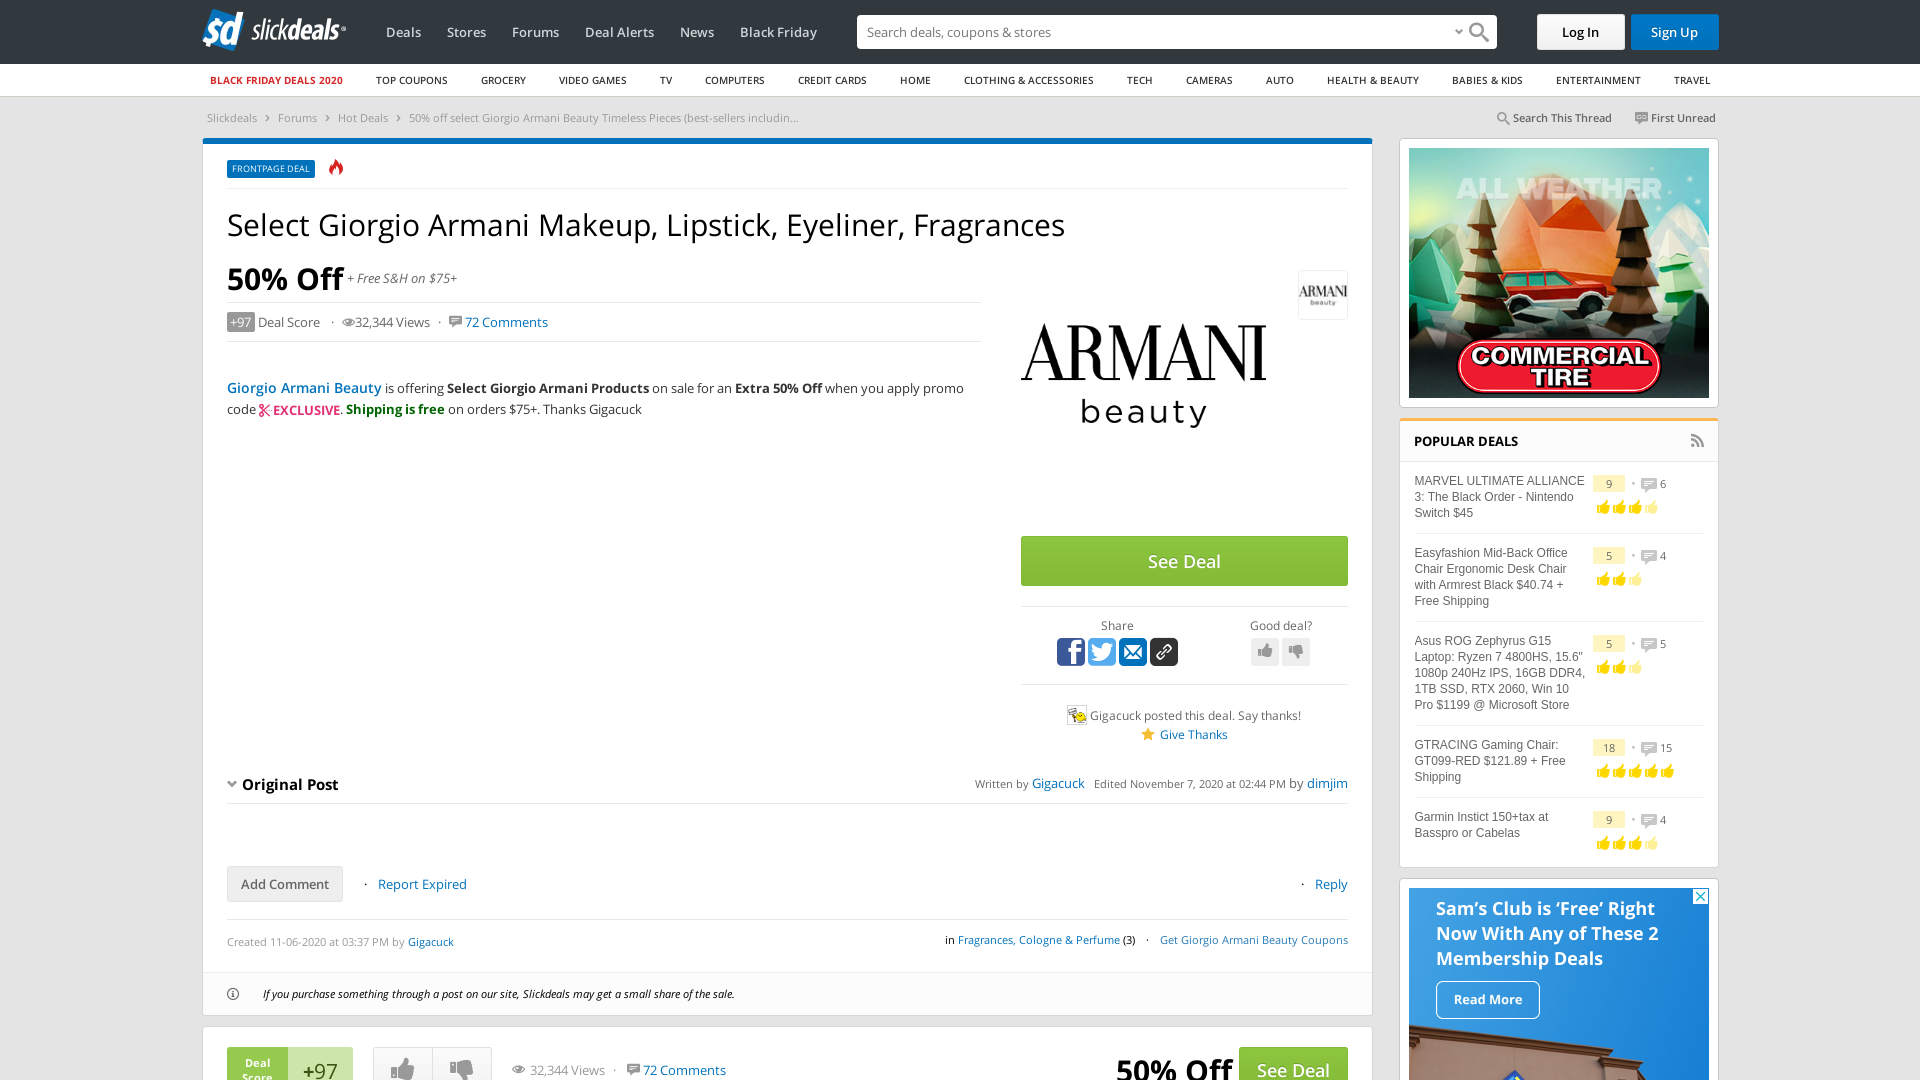 slickdeals
Deals
Stores
Forums
Deal Alerts
News
Black Friday
Search deals, coupons & stores
Log In
Sign Up
BLACK FRIDAY DEALS 2020
TOP COUPONS
GROCERY
VIDEO GAMES
TV
COMPUTERS
CREDIT CARDS
HOME
CLOTHING & ACCESSORIES
TECH
CAMERAS
AUTO
HEALTH & BEAUTY
BABIES & KIDS
ENTERTAINMENT
TRAVEL
Slickdeals > Forums > Hot Deals > 50% off select Giorgio Armani Beauty Timeless Pieces (best-sellers includin...
Search This Thread
First Unread
FRONTPAGE DEAL
Select Giorgio Armani Makeup, Lipstick, Eyeliner, Fragrances
50% Off + Free S&H on $75+
+97 Deal Score · 32,344 Views · 72 Comments
Giorgio Armani Beauty is offering Select Giorgio Armani Products on sale for an Extra 50% Off when you apply promo
code EXCLUSIVE. Shipping is free on orders $75+. Thanks Gigacuck
ARMANI
beauty
ARMANI
beauty
See Deal
Share
Good deal?
Gigacuck posted this deal. Say thanks!
Give Thanks
Original Post
Written by Gigacuck Edited November 7, 2020 at 02:44 PM by dimjim
Add Comment · Report Expired
· Reply
Created 11-06-2020 at 03:37 PM by Gigacuck
in Fragrances, Cologne & Perfume (3) · Get Giorgio Armani Beauty Coupons
If you purchase something through a post on our site, Slickdeals may get a small share of the sale.
Deal
Score
+97
32,344 Views · 72 Comments
50% Off
See Deal
ALL WEATHER
COMMERCIAL
TIRE
POPULAR DEALS
MARVEL ULTIMATE ALLIANCE
3: The Black Order - Nintendo
Switch $45
9 • 6
Easyfashion Mid-Back Office
Chair Ergonomic Desk Chair
with Armrest Black $40.74 +
Free Shipping
5 • 4
Asus ROG Zephyrus G15
Laptop: Ryzen 7 4800HS, 15.6"
1080p 240Hz IPS, 16GB DDR4,
1TB SSD, RTX 2060, Win 10
Pro $1199 @ Microsoft Store
5 • 5
GTRACING Gaming Chair:
GT099-RED $121.89 + Free
Shipping
18 • 15
Garmin Instict 150+tax at
Basspro or Cabelas
9 • 4
Sam's Club is 'Free' Right
Now With Any of These 2
Membership Deals
Read More